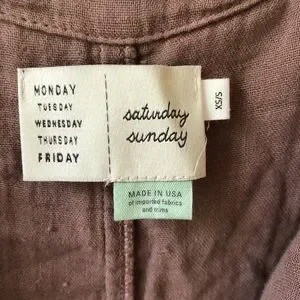 MONDAY
TUESDAY
WEDNESDAY
THURSDAY
FRIDAY
saturday
sunday
XS/S
MADE IN USA
of imported fabrics
and trims